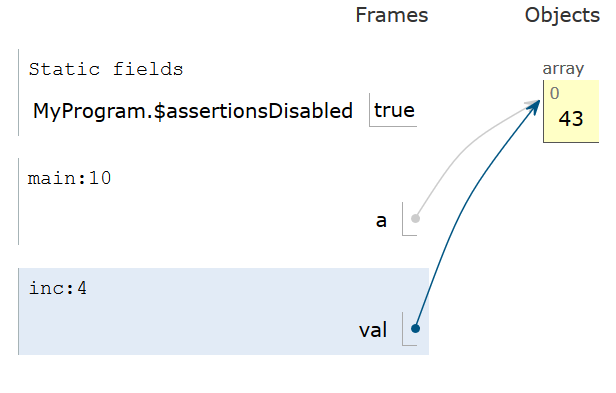 Frames Objects
Static fields
MyProgram.$assertionsDisabled true
array
0
43
main:10
a
inc:4
val